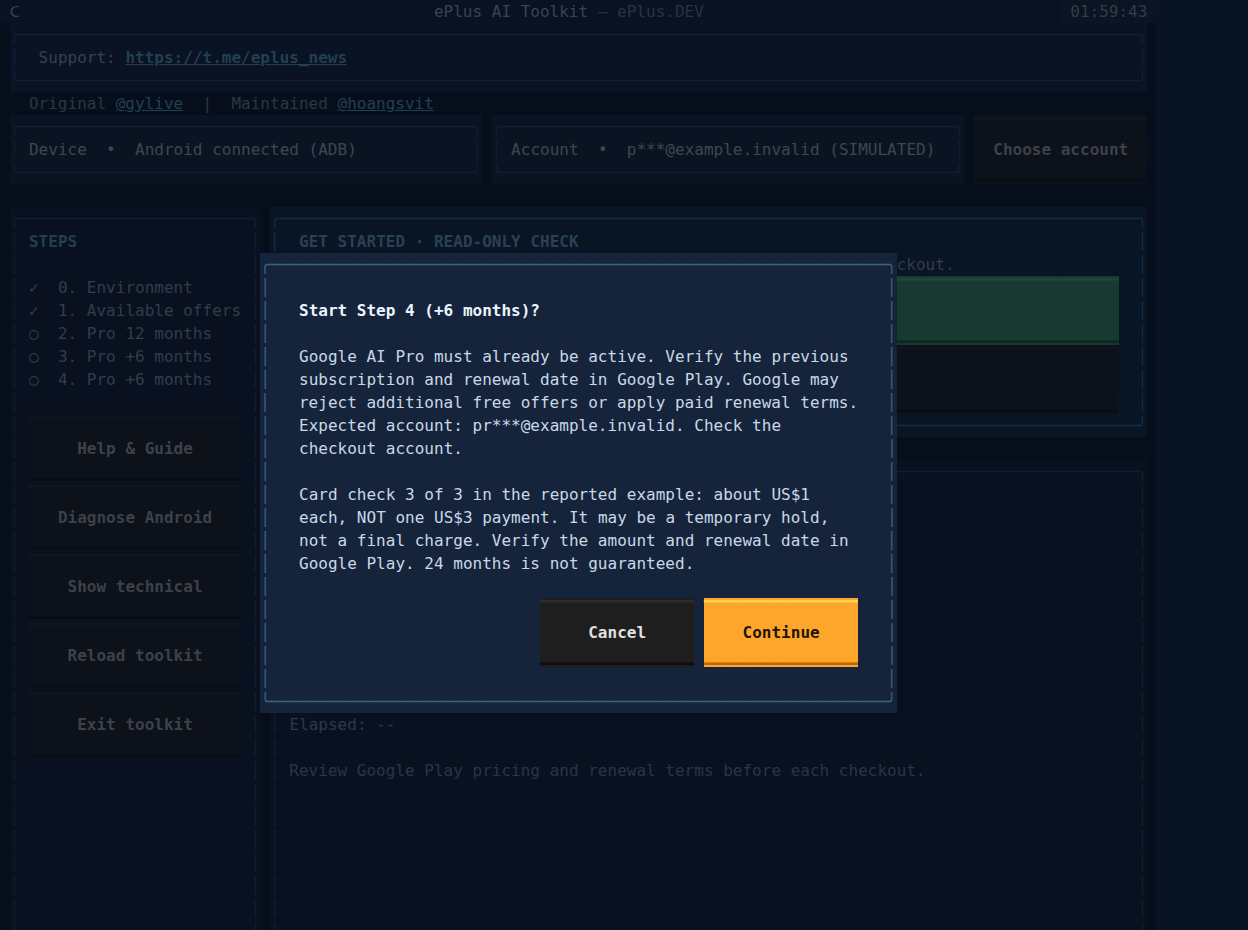 C
ePlus AI Toolkit — ePlus.DEV
01:59:43
Support: https://t.me/eplus_news
Original @gylive | Maintained @hoangsvit
Device • Android connected (ADB)
Account • p***@example.invalid (SIMULATED)
Choose account
STEPS
✓ 0. Environment
✓ 1. Available offers
○ 2. Pro 12 months
○ 3. Pro +6 months
○ 4. Pro +6 months
Help & Guide
Diagnose Android
Show technical
Reload toolkit
Exit toolkit
GET STARTED · READ-ONLY CHECK
ckout.
Start Step 4 (+6 months)?
Google AI Pro must already be active. Verify the previous
subscription and renewal date in Google Play. Google may
reject additional free offers or apply paid renewal terms.
Expected account: pr***@example.invalid. Check the
checkout account.
Card check 3 of 3 in the reported example: about US$1
each, NOT one US$3 payment. It may be a temporary hold,
not a final charge. Verify the amount and renewal date in
Google Play. 24 months is not guaranteed.
Cancel
Continue
Elapsed: --
Review Google Play pricing and renewal terms before each checkout.